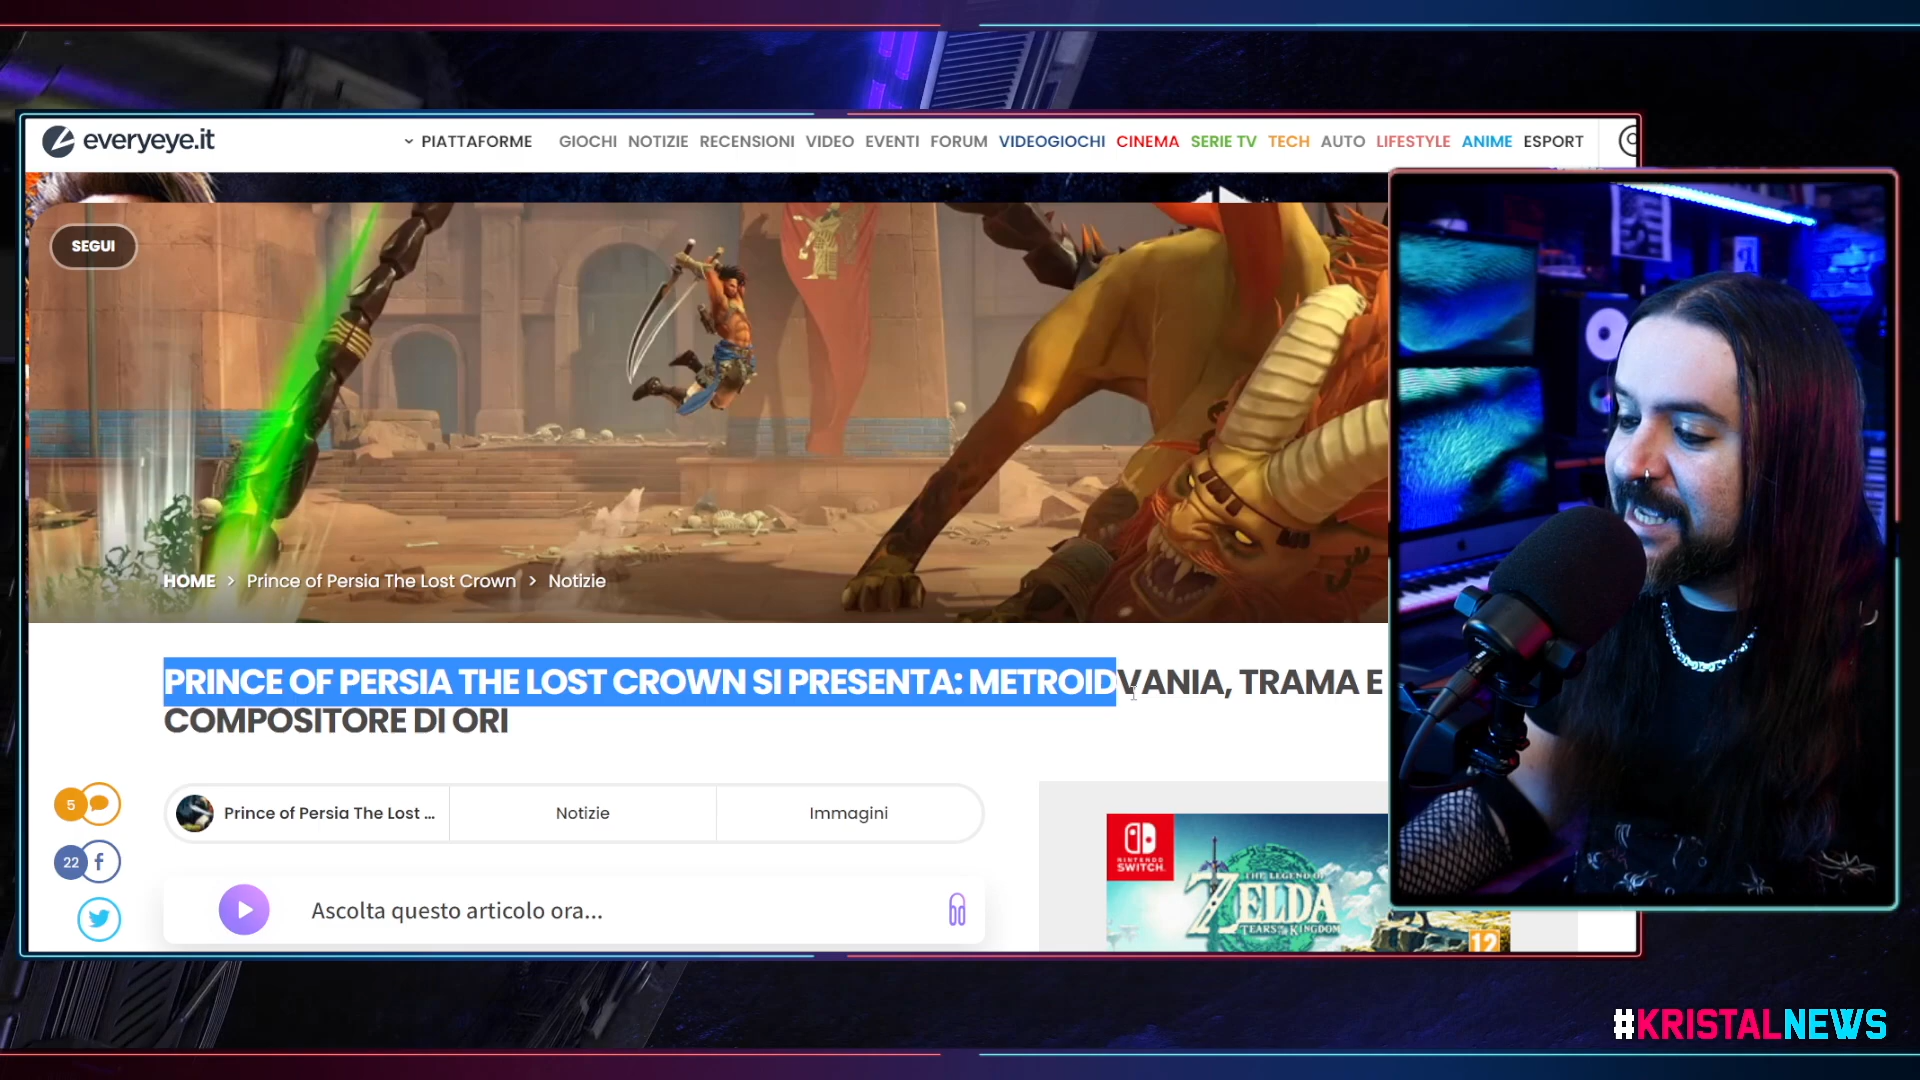 everyeye.it
PIATTAFORME GIOCHI NOTIZIE RECENSIONI VIDEO EVENTI FORUM VIDEOGIOCHI CINEMA SERIE TV TECH AUTO LIFESTYLE ANIME ESPORT
SEGUI
HOME > Prince of Persia The Lost Crown > Notizie
PRINCE OF PERSIA THE LOST CROWN SI PRESENTA: METROIDVANIA, TRAMA E
COMPOSITORE DI ORI
5
Prince of Persia The Lost ... Notizie Immagini
22
Ascolta questo articolo ora...
NINTENDO
SWITCH
THE LEGEND OF
ZELDA
TEARS OF THE KINGDOM
12
#KRISTALNEWS